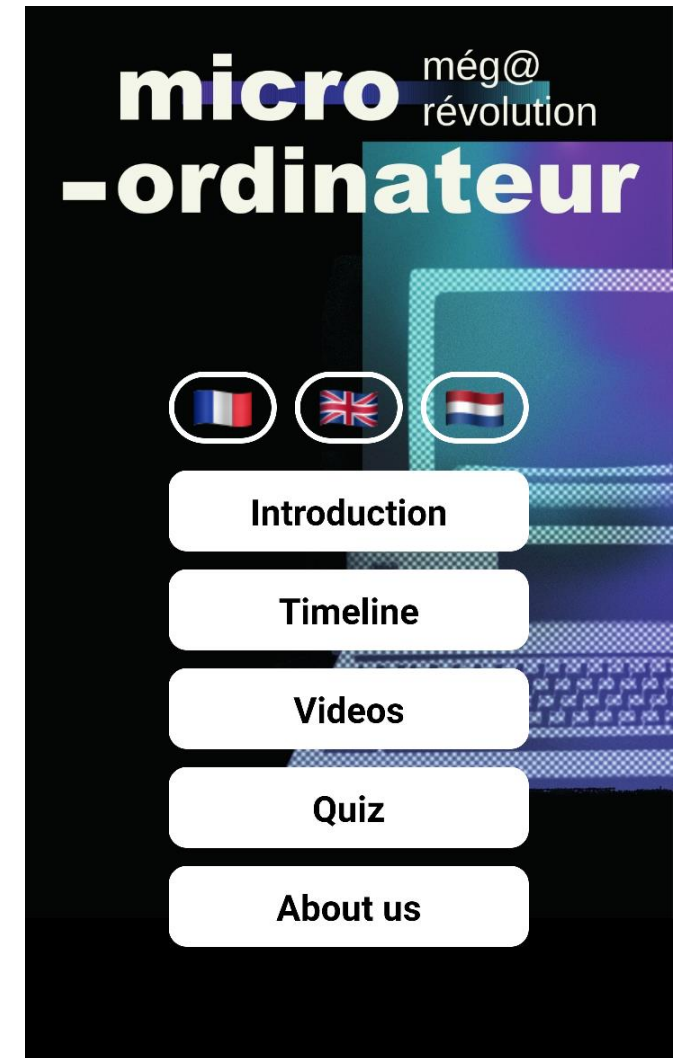 micro még@
révolution
-ordinateur
Introduction
Timeline
Videos
Quiz
About us